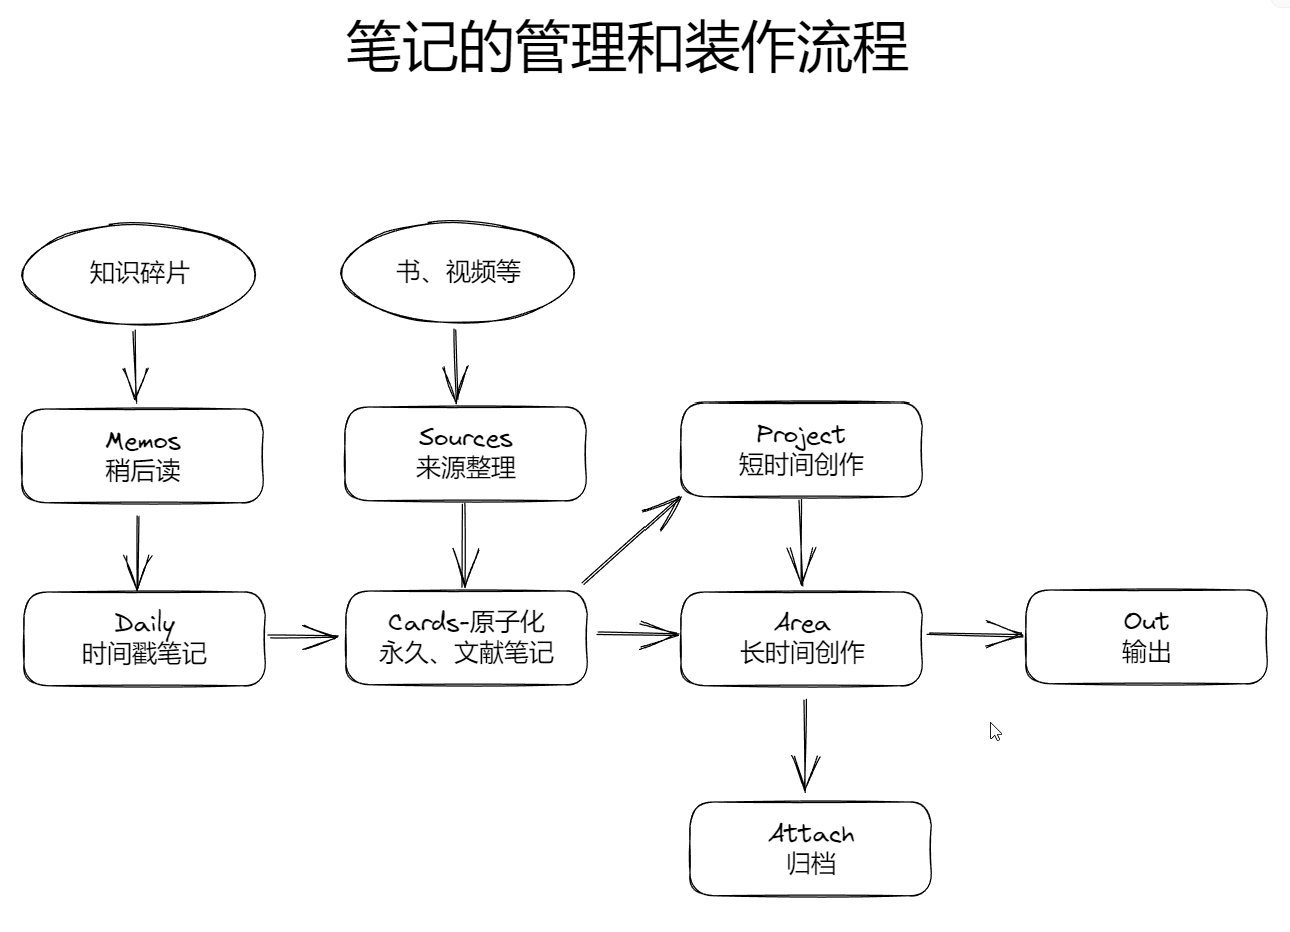 笔记的管理和装作流程
知识碎片
书、视频等
Memos
稍后读
Sources
来源整理
Project
短时间创作
Daily
时间戳笔记
Cards-原子化
永久、文献笔记
Area
长时间创作
Out
输出
Attach
归档